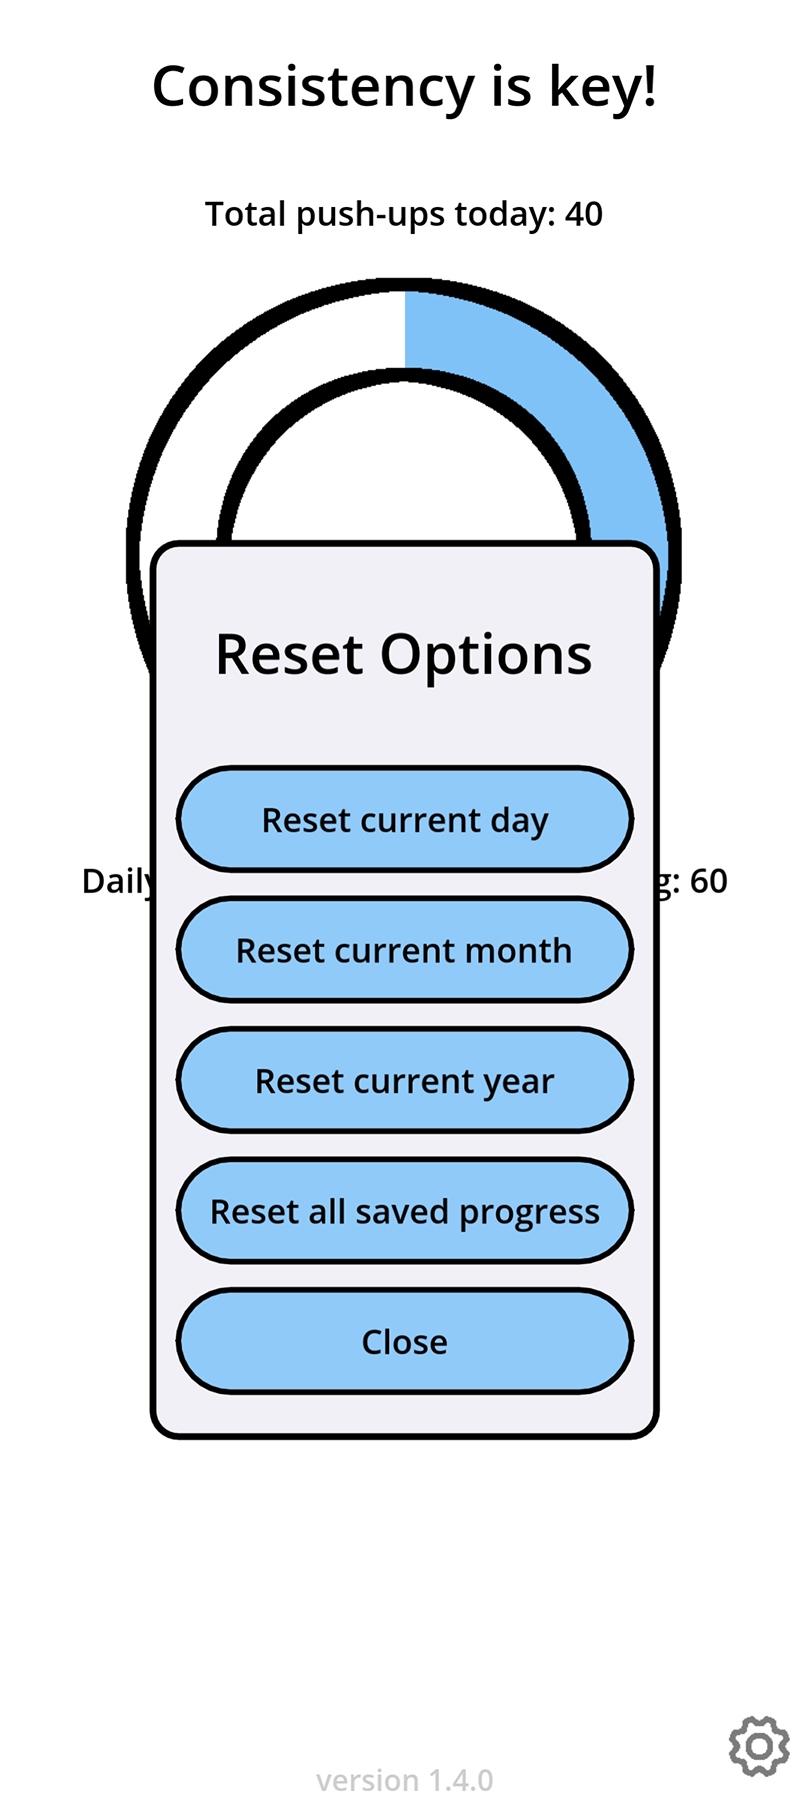 Consistency is key!
Total push-ups today: 40
Reset Options
Reset current day
Daily g: 60
Reset current month
Reset current year
Reset all saved progress
Close
version 1.4.0